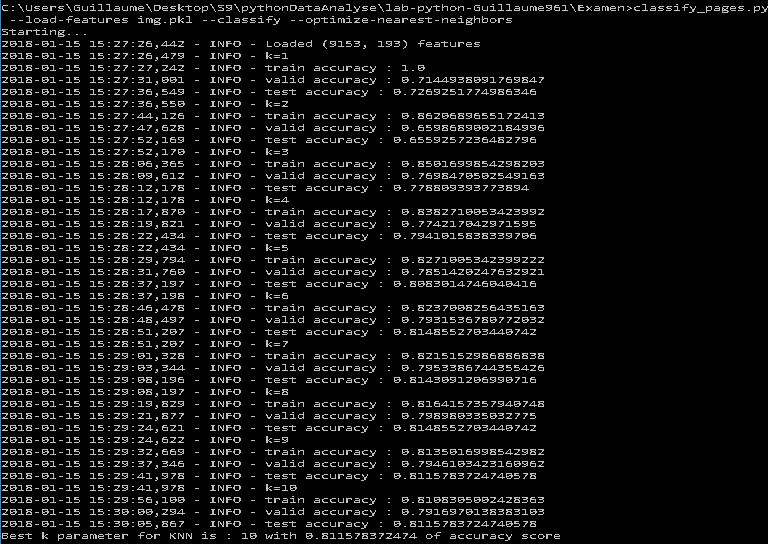 C:\Users\Guillaume\Desktop\S9\pythonDataAnalyse\lab-python-Guillaume961\Examen>classify_pages.py
--load-features img.pkl --classify --optimize-nearest-neighbors
Starting...
2018-01-15 15:27:26,442 - INFO - Loaded (9153, 193) features
2018-01-15 15:27:26,479 - INFO - k=1
2018-01-15 15:27:27,242 - INFO - train accuracy : 1.0
2018-01-15 15:27:31,001 - INFO - valid accuracy : 0.7144938091769847
2018-01-15 15:27:36,549 - INFO - test accuracy : 0.7269251774986346
2018-01-15 15:27:36,550 - INFO - k=2
2018-01-15 15:27:44,126 - INFO - train accuracy : 0.8620689655172413
2018-01-15 15:27:47,628 - INFO - valid accuracy : 0.6598689002184996
2018-01-15 15:27:52,169 - INFO - test accuracy : 0.6559257236482796
2018-01-15 15:27:52,170 - INFO - k=3
2018-01-15 15:28:06,365 - INFO - train accuracy : 0.8501699854298203
2018-01-15 15:28:09,612 - INFO - valid accuracy : 0.7698470502549163
2018-01-15 15:28:12,178 - INFO - test accuracy : 0.778809393773894
2018-01-15 15:28:12,178 - INFO - k=4
2018-01-15 15:28:17,870 - INFO - train accuracy : 0.8382710053423992
2018-01-15 15:28:19,821 - INFO - valid accuracy : 0.774217042971595
2018-01-15 15:28:22,434 - INFO - test accuracy : 0.7941015838339706
2018-01-15 15:28:22,434 - INFO - k=5
2018-01-15 15:28:29,794 - INFO - train accuracy : 0.8271005342399222
2018-01-15 15:28:31,760 - INFO - valid accuracy : 0.7851420247632921
2018-01-15 15:28:37,197 - INFO - test accuracy : 0.8083014746040416
2018-01-15 15:28:37,198 - INFO - k=6
2018-01-15 15:28:46,478 - INFO - train accuracy : 0.8237008256435163
2018-01-15 15:28:48,497 - INFO - valid accuracy : 0.7931536780772032
2018-01-15 15:28:51,207 - INFO - test accuracy : 0.8148552703440742
2018-01-15 15:28:51,207 - INFO - k=7
2018-01-15 15:29:01,328 - INFO - train accuracy : 0.8215152986886838
2018-01-15 15:29:03,344 - INFO - valid accuracy : 0.7953386744355426
2018-01-15 15:29:08,196 - INFO - test accuracy : 0.8143091206990716
2018-01-15 15:29:08,197 - INFO - k=8
2018-01-15 15:29:19,829 - INFO - train accuracy : 0.8164157357940748
2018-01-15 15:29:21,877 - INFO - valid accuracy : 0.798980335032775
2018-01-15 15:29:24,621 - INFO - test accuracy : 0.8148552703440742
2018-01-15 15:29:24,622 - INFO - k=9
2018-01-15 15:29:32,669 - INFO - train accuracy : 0.8135016998542982
2018-01-15 15:29:37,346 - INFO - valid accuracy : 0.7946103423160962
2018-01-15 15:29:41,978 - INFO - test accuracy : 0.8115783724740578
2018-01-15 15:29:41,978 - INFO - k=10
2018-01-15 15:29:56,100 - INFO - train accuracy : 0.8108305002428363
2018-01-15 15:30:00,294 - INFO - valid accuracy : 0.7916970138383103
2018-01-15 15:30:05,867 - INFO - test accuracy : 0.8115783724740578
Best k parameter for KNN is : 10 with 0.811578372474 of accuracy score